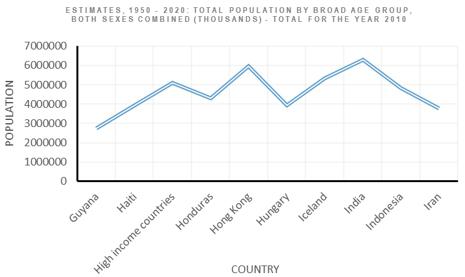 ESTIMATES, 1950 - 2020: TOTAL POPULATION BY BROAD AGE GROUP,
BOTH SEXES COMBINED (THOUSANDS) - TOTAL FOR THE YEAR 2010
7000000
6000000
5000000
4000000
3000000
2000000
1000000
0
POPULATION
Guyana
Haiti
High income countries
Honduras
Hong Kong
Hungary
Iceland
India
Indonesia
Iran
COUNTRY